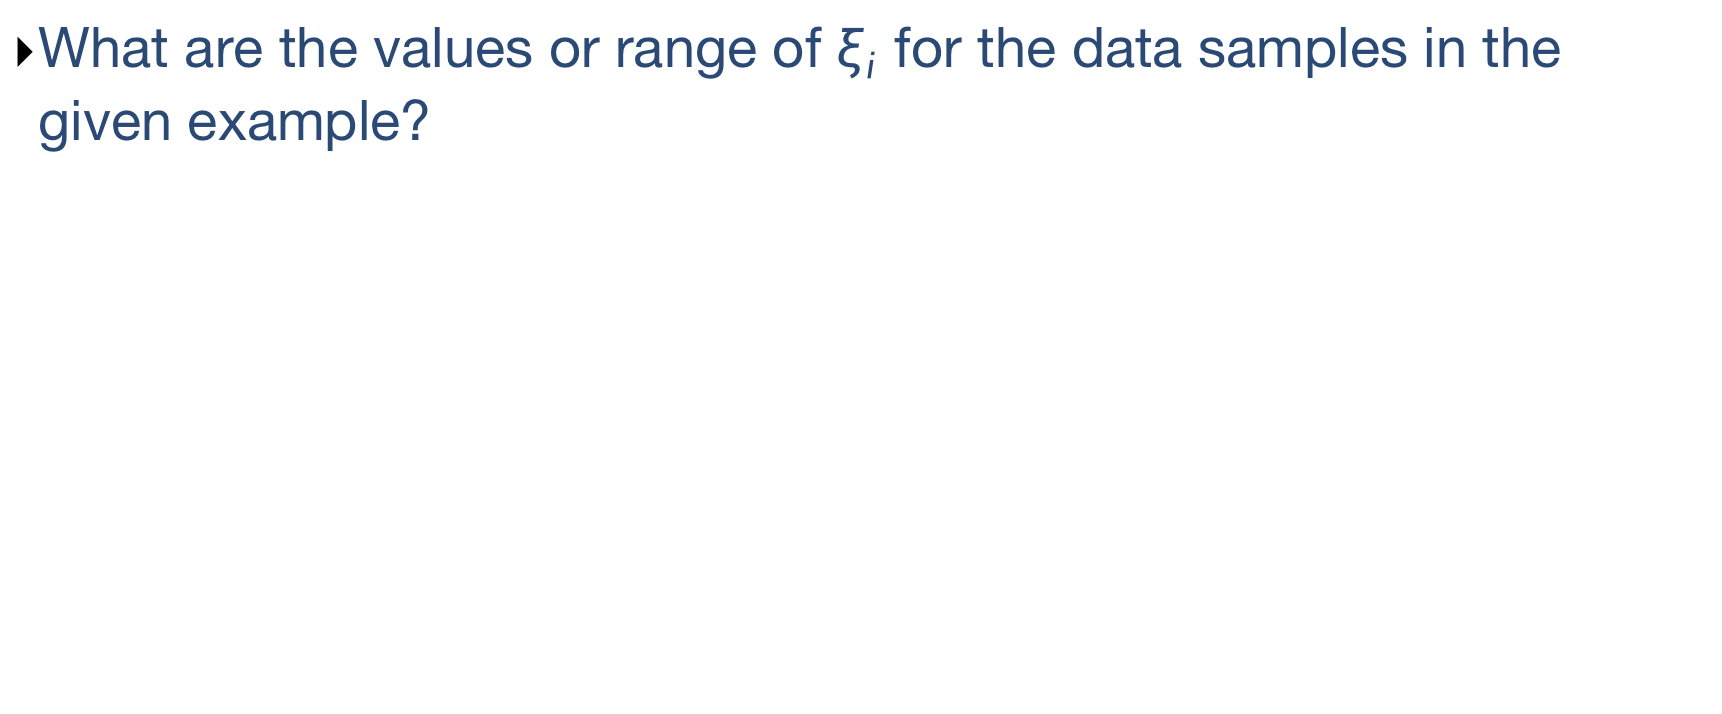 ▸What are the values or range of ξᵢ for the data samples in the
given example?